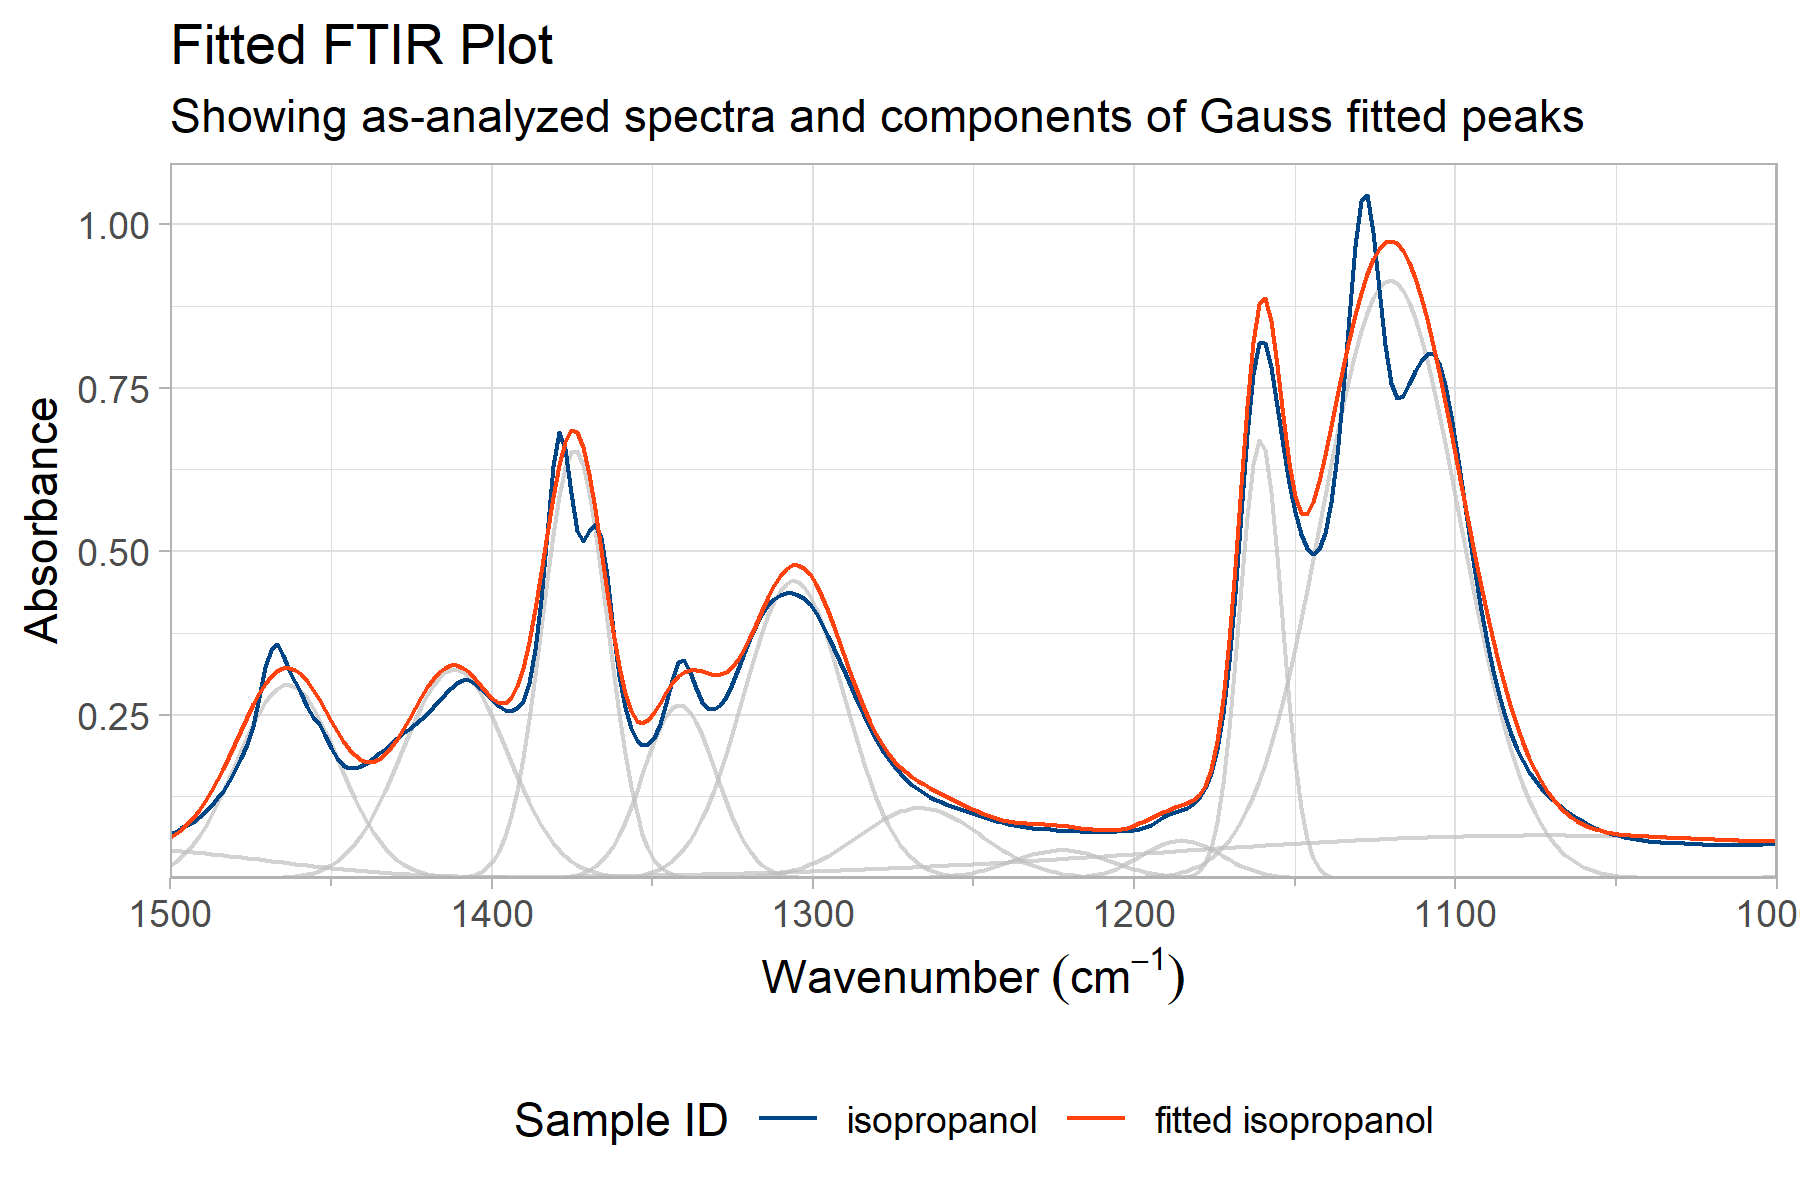 Fitted FTIR Plot
Showing as-analyzed spectra and components of Gauss fitted peaks
1.00
0.75
0.50
0.25
Absorbance
1500 1400 1300 1200 1100 100
Wavenumber (cm⁻¹)
Sample ID isopropanol fitted isopropanol